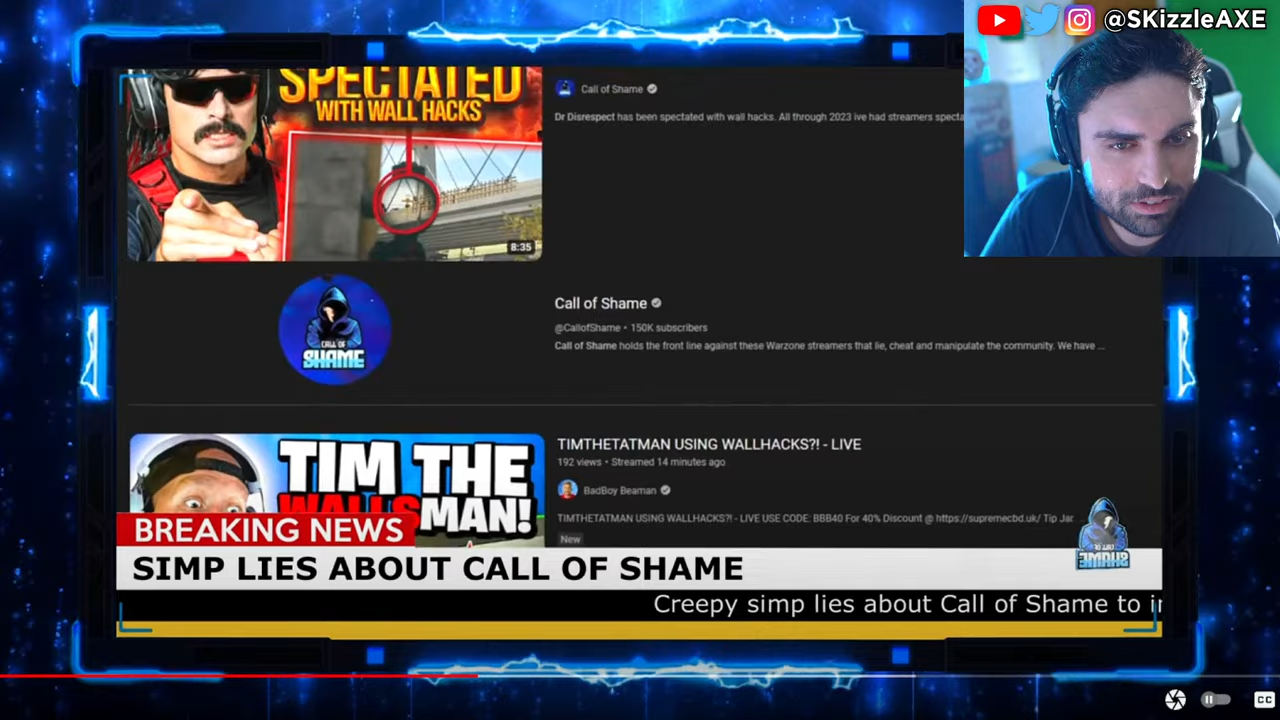 @SKizzleAXE
SPECTATED
WITH WALL HACKS
8:35
Call of Shame
Dr Disrespect has been spectated with wall hacks. All through 2023 ive had streamers specta
CALL OF
SHAME
Call of Shame
@CallofShame • 150K subscribers
Call of Shame holds the front line against these Warzone streamers that lie, cheat and manipulate the community. We have ...
TIM THE
WALLSMAN!
TIMTHETATMAN USING WALLHACKS?! - LIVE
192 views • Streamed 14 minutes ago
BadBoy Beaman
TIMTHETATMAN USING WALLHACKS?! - LIVE USE CODE: BBB40 For 40% Discount @ https://supremecbd.uk/ Tip Jar
New
BREAKING NEWS
SIMP LIES ABOUT CALL OF SHAME
CALL OF
SHAME
Creepy simp lies about Call of Shame to i
CC